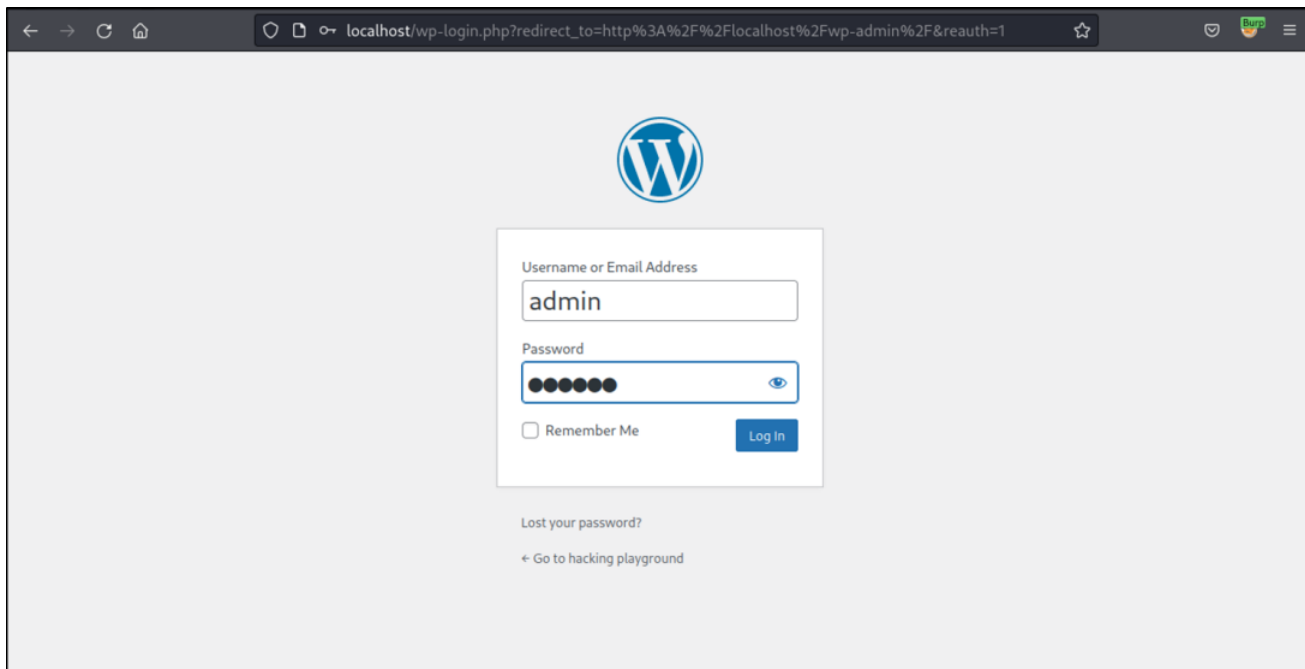 Burp
localhost/wp-login.php?redirect_to=http%3A%2F%2Flocalhost%2Fwp-admin%2F&reauth=1
W
Username or Email Address
admin
Password
●●●●●●
Remember Me
Log In
Lost your password?
← Go to hacking playground